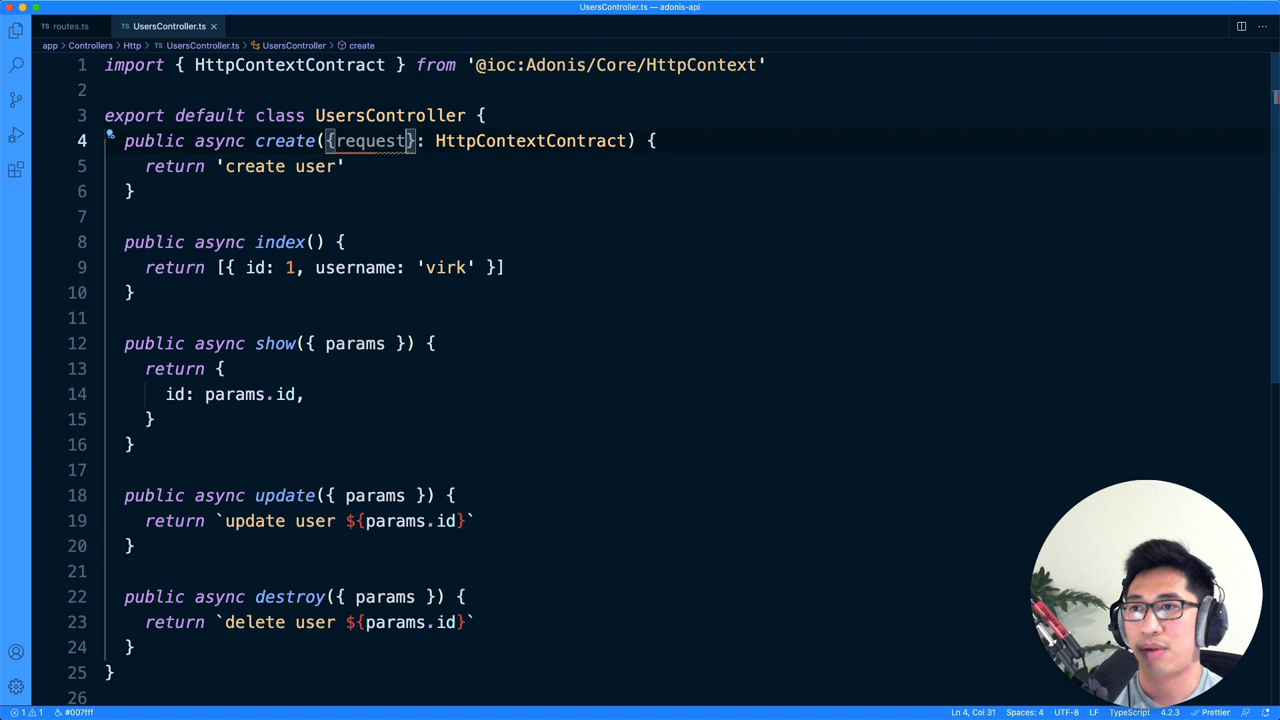 UsersController.ts — adonis-api
TS routes.ts
TS UsersController.ts ×
app › Controllers › Http › TS UsersController.ts › UsersController › create
1 import { HttpContextContract } from '@ioc:Adonis/Core/HttpContext'
2
3 export default class UsersController {
4 public async create({request}: HttpContextContract) {
5 return 'create user'
6 }
7
8 public async index() {
9 return [{ id: 1, username: 'virk' }]
10 }
11
12 public async show({ params }) {
13 return {
14 id: params.id,
15 }
16 }
17
18 public async update({ params }) {
19 return `update user ${params.id}`
20 }
21
22 public async destroy({ params }) {
23 return `delete user ${params.id}`
24 }
25 }
26
1 1 #007fff Ln 4, Col 31 Spaces: 4 UTF-8 LF TypeScript 4.2.3 Prettier